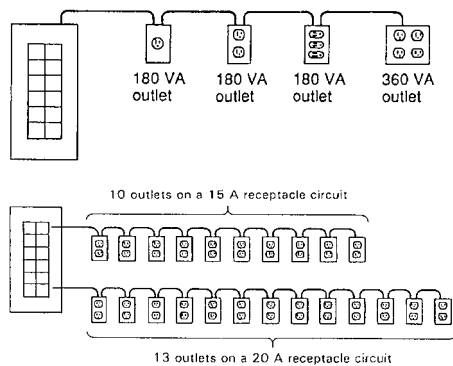 180 VA 180 VA 180 VA 360 VA
outlet outlet outlet outlet
10 outlets on a 15 A receptacle circuit
13 outlets on a 20 A receptacle circuit